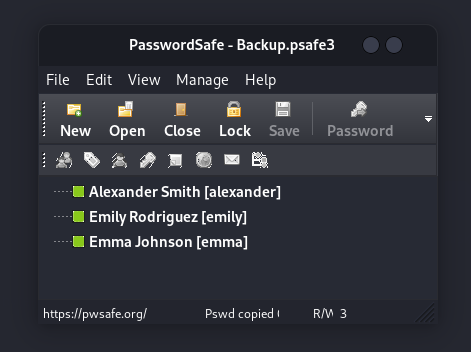 PasswordSafe - Backup.psafe3
File Edit View Manage Help
New Open Close Lock Save Password
Alexander Smith [alexander]
Emily Rodriguez [emily]
Emma Johnson [emma]
https://pwsafe.org/ Pswd copied R/W 3